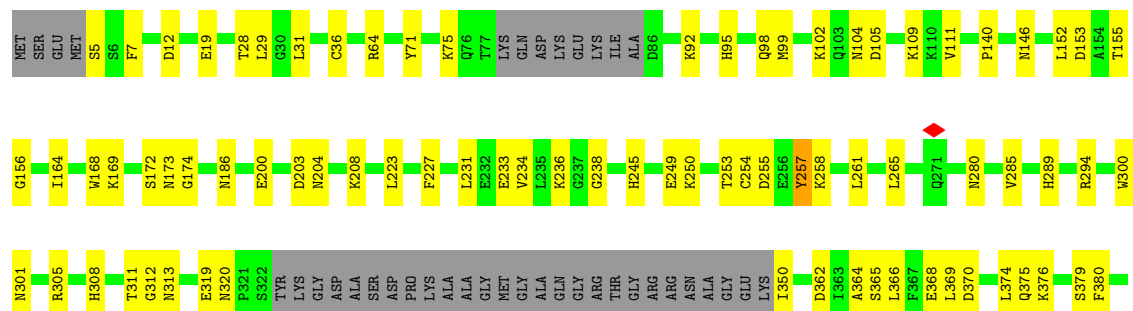 MET SER GLU MET S5 S6 F7 D12 E19 T28 L29 G30 L31 C36 R64 Y71 K75 Q76 T77 LYS GLN ASP LYS GLU LYS ILE ALA D86 K92 H95 Q98 M99 K102 Q103 N104 D105 K109 K110 V111 P140 N146 L152 D153 A154 T155
G156 I164 W168 K169 S172 N173 G174 N186 E200 D203 N204 K208 L223 F227 L231 E232 E233 V234 L235 K236 G237 G238 H245 E249 K250 T253 C254 D255 E256 Y257 K258 L261 L265 Q271 N280 V285 H289 R294 W300
N301 R305 H308 T311 G312 N313 E319 N320 P321 S322 TYR LYS GLY ASP ALA SER ASP PRO LYS ALA ALA GLY MET GLY ALA GLN GLY ARG THR GLY ARG ARG ASN ALA GLY GLU LYS I350 D362 I363 A364 S365 L366 F367 E368 L369 D370 L374 Q375 K376 S379 F380